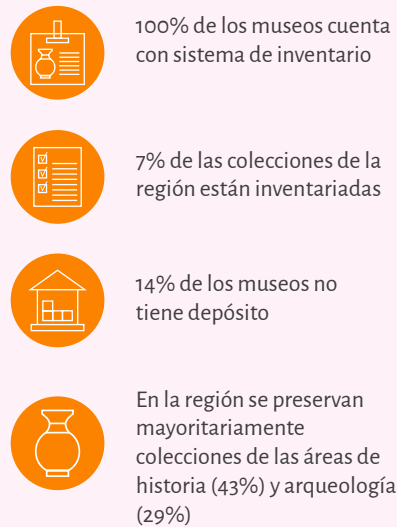 100% de los museos cuenta
con sistema de inventario
7% de las colecciones de la
región están inventariadas
14% de los museos no
tiene depósito
En la región se preservan
mayoritariamente
colecciones de las áreas de
historia (43%) y arqueología
(29%)